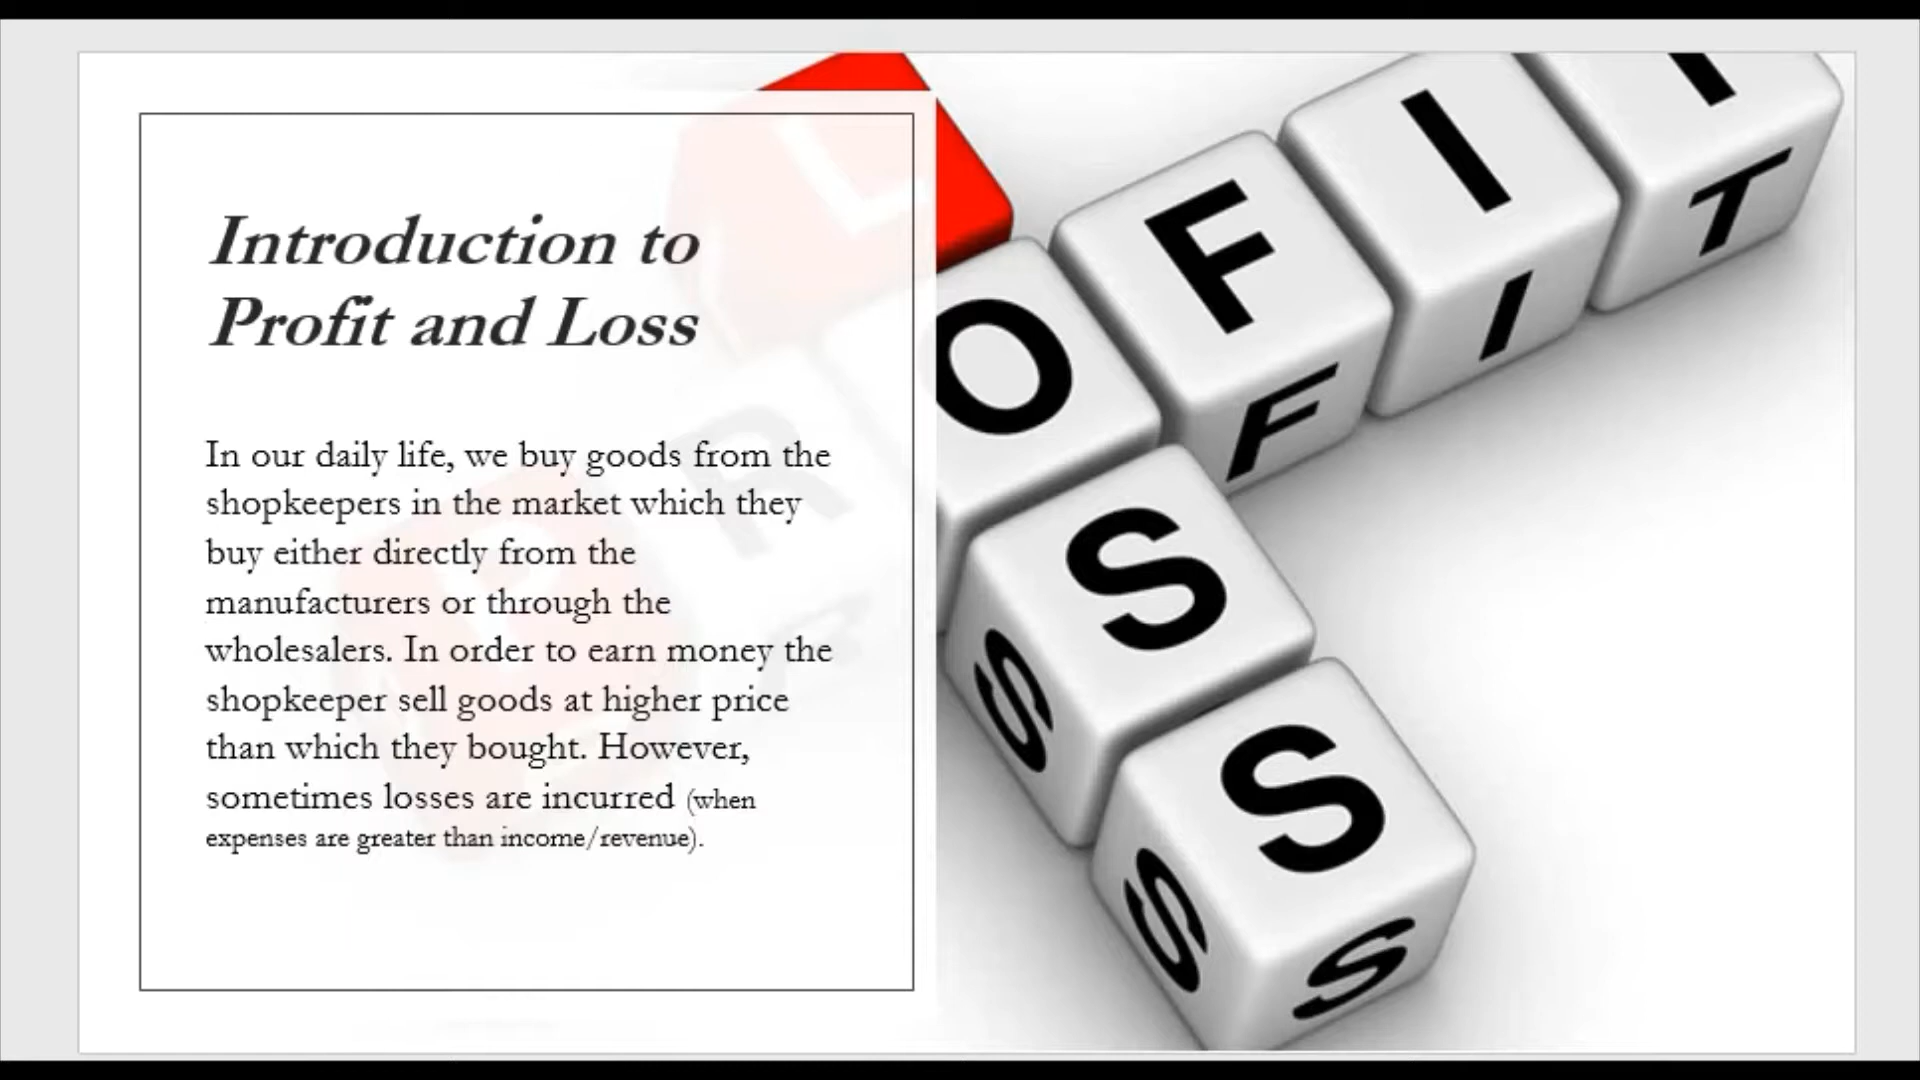 Introduction to
Profit and Loss
In our daily life, we buy goods from the
shopkeepers in the market which they
buy either directly from the
manufacturers or through the
wholesalers. In order to earn money the
shopkeeper sell goods at higher price
than which they bought. However,
sometimes losses are incurred (when
expenses are greater than income/revenue).
L
P R O F I T
F I T
S
S
S
S
S